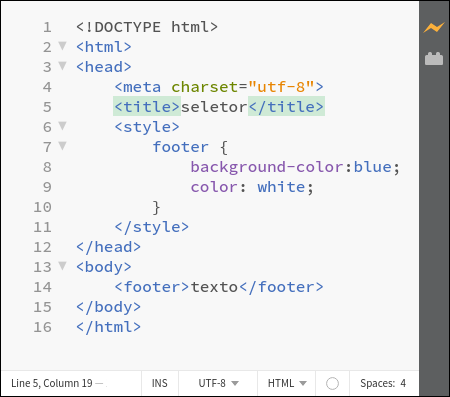 1 <!DOCTYPE html>
2 <html>
3 <head>
4 <meta charset="utf-8">
5 <title>seletor</title>
6 <style>
7 footer {
8 background-color:blue;
9 color: white;
10 }
11 </style>
12 </head>
13 <body>
14 <footer>texto</footer>
15 </body>
16 </html>
Line 5, Column 19 — INS UTF-8 HTML Spaces: 4